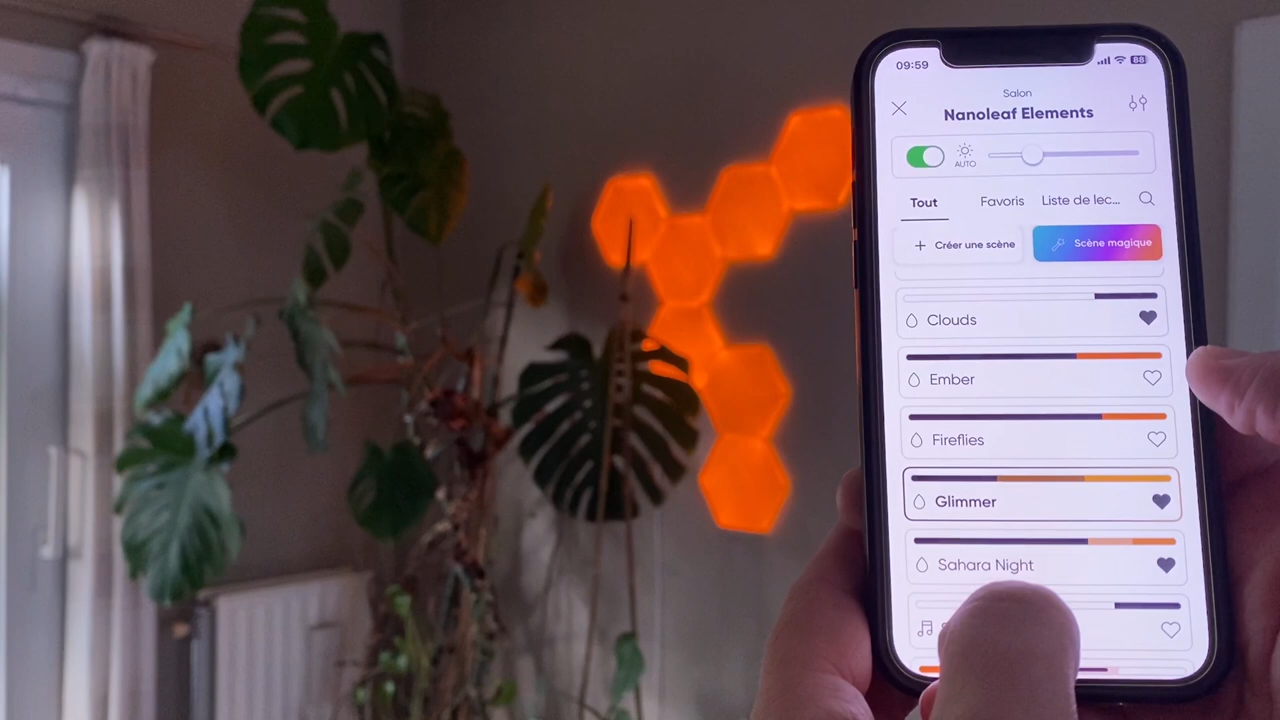 09:59
88
Salon
Nanoleaf Elements
AUTO
Tout Favoris Liste de lec...
+ Créer une scène Scène magique
Clouds
Ember
Fireflies
Glimmer
Sahara Night